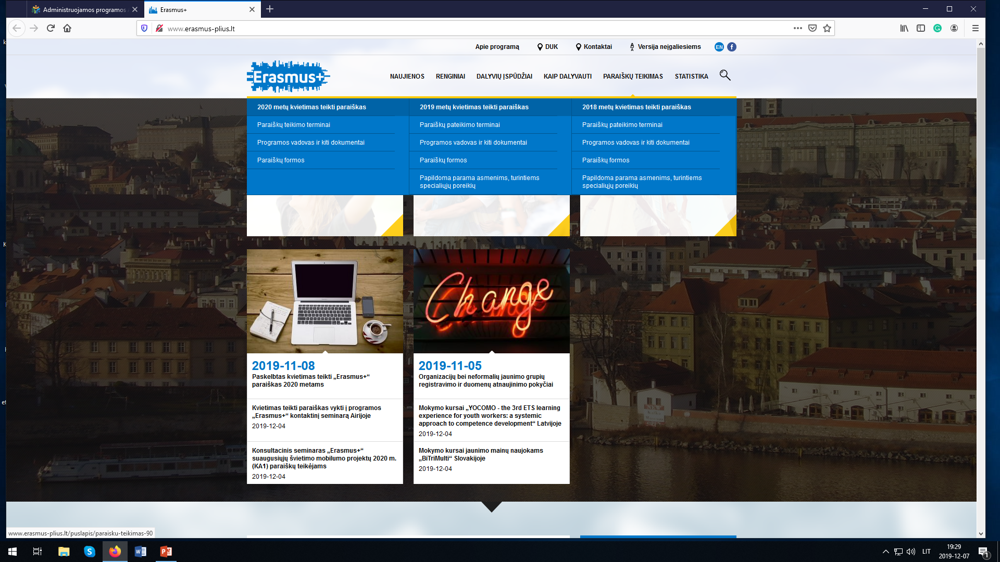 Administruojamos programos
Erasmus+
www.erasmus-plius.lt
Apie programą
DUK
Kontaktai
Versija neįgaliesiems
EN
f
Erasmus+
NAUJIENOS
RENGINIAI
DALYVIŲ ĮSPŪDŽIAI
KAIP DALYVAUTI
PARAIŠKŲ TEIKIMAS
STATISTIKA
2020 metų kvietimas teikti paraiškas
Paraiškų teikimo terminai
Programos vadovas ir kiti dokumentai
Paraiškų formos
2019 metų kvietimas teikti paraiškas
Paraiškų pateikimo terminai
Programos vadovas ir kiti dokumentai
Paraiškų formos
Papildoma parama asmenims, turintiems
specialiųjų poreikių
2018 metų kvietimas teikti paraiškas
Paraiškų pateikimo terminai
Programos vadovas ir kiti dokumentai
Paraiškų formos
Papildoma parama asmenims, turintiems
specialiųjų poreikių
Change
2019-11-08
Paskelbtas kvietimas teikti „Erasmus+“
paraiškas 2020 metams
Kvietimas teikti paraiškas vykti į programos
„Erasmus+“ kontaktinį seminarą Airijoje
2019-12-04
Konsultacinis seminaras „Erasmus+“
suaugusiųjų švietimo mobilumo projektų 2020 m.
(KA1) paraiškų teikėjams
2019-12-04
2019-11-05
Organizacijų bei neformalių jaunimo grupių
registravimo ir duomenų atnaujinimo pokyčiai
Mokymo kursai „YOCOMO - the 3rd ETS learning
experience for youth workers: a systemic
approach to competence development“ Latvijoje
2019-12-04
Mokymo kursai jaunimo mainų naujokams
„BiTriMulti“ Slovakijoje
2019-12-04
www.erasmus-plius.lt/puslapis/paraisku-teikimas-90
LIT
19:29
2019-12-07
1